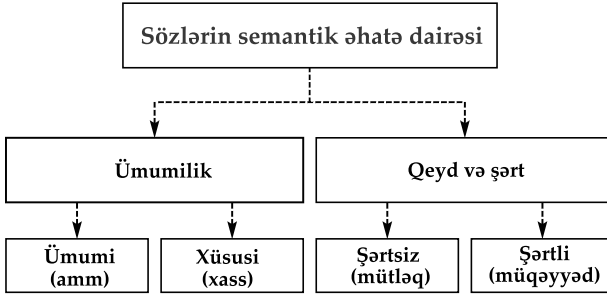 Sözlərin semantik əhatə dairəsi
Ümumilik
Qeyd və şərt
Ümumi
(amm)
Xüsusi
(xass)
Şərtsiz
(mütləq)
Şərtli
(müqəyyəd)